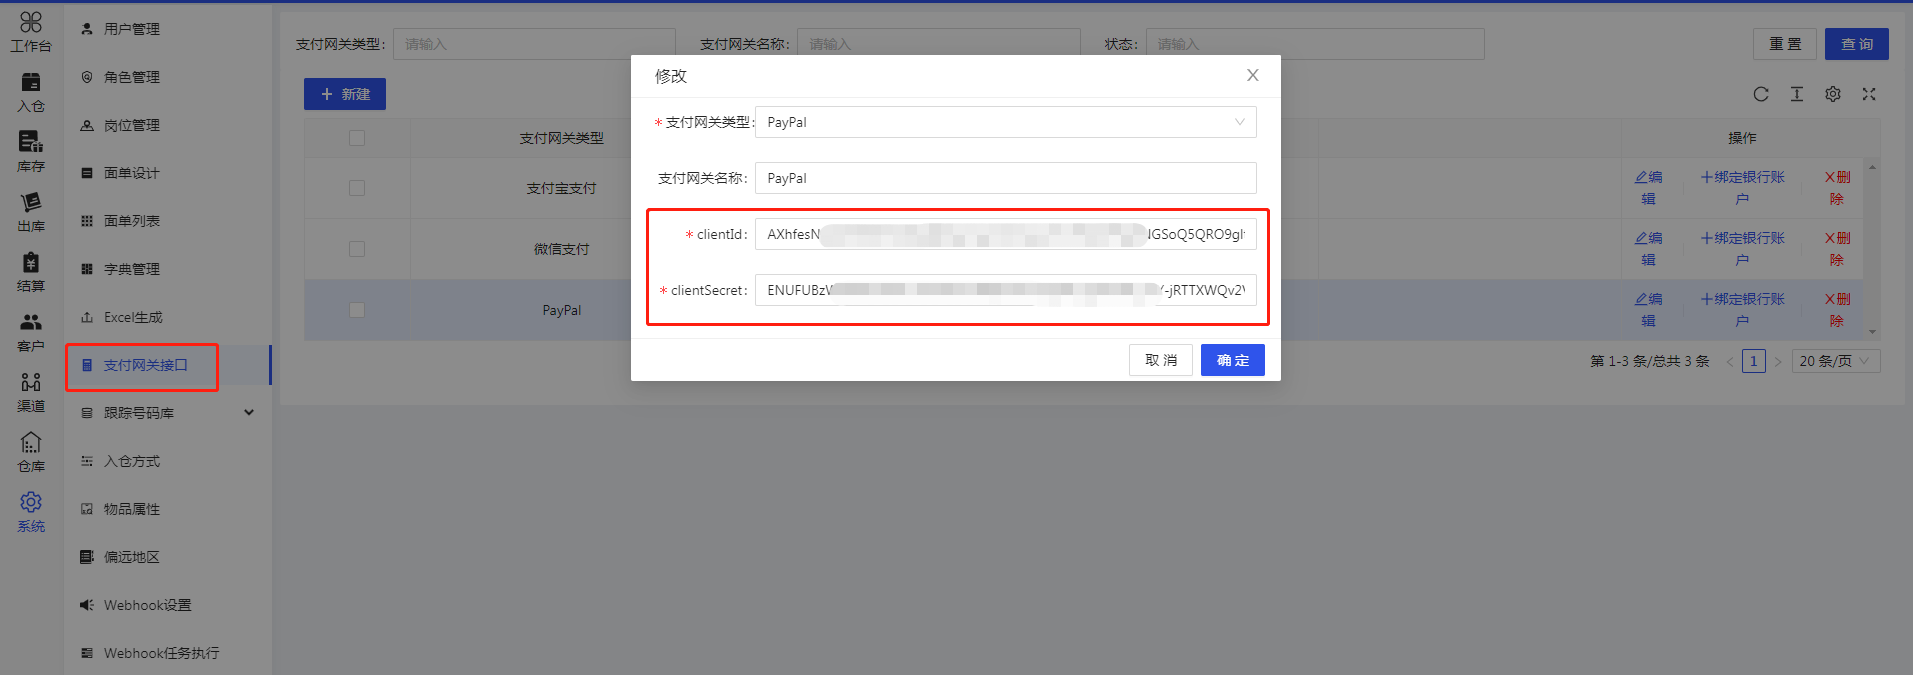 工作台
入仓
库存
出库
结算
客户
渠道
仓库
系统
用户管理
角色管理
岗位管理
面单设计
面单列表
字典管理
Excel生成
支付网关接口
跟踪号码库
入仓方式
物品属性
偏远地区
Webhook设置
Webhook任务执行
支付网关类型: 请输入 支付网关名称: 请输入 状态: 请输入 重 置 查 询
新建
支付网关类型 操作
支付宝支付 编辑 绑定银行账户 删除
微信支付 编辑 绑定银行账户 删除
PayPal 编辑 绑定银行账户 删除
第 1-3 条/总共 3 条 1 20 条/页
修改
* 支付网关类型: PayPal
支付网关名称: PayPal
* clientId: AXhfesN GSoQ5QRO9gl
* clientSecret: ENUFUBz -jRTTXWQv2
取 消 确 定